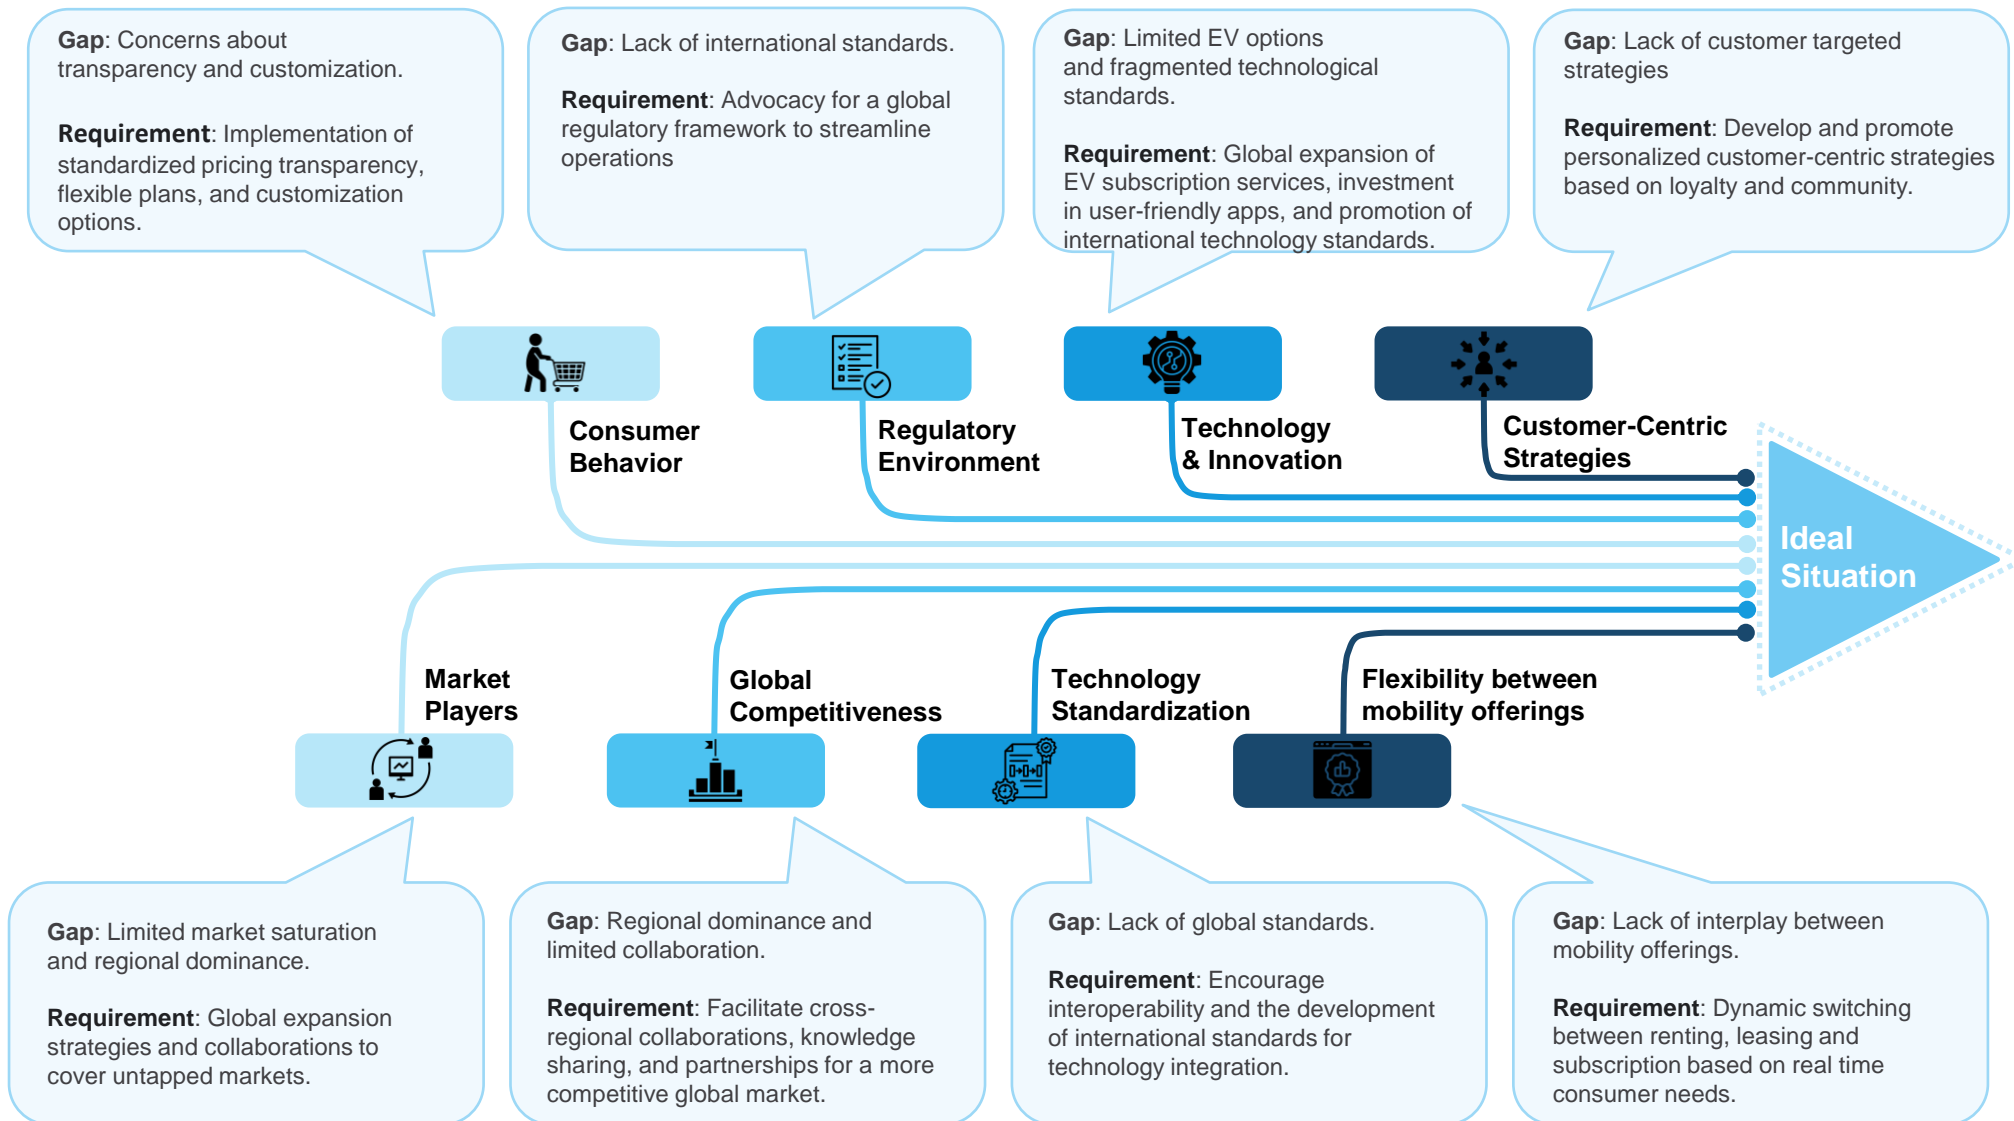 Gap: Concerns about
transparency and customization.
Requirement: Implementation of
standardized pricing transparency,
flexible plans, and customization
options.
Gap: Lack of international standards.
Requirement: Advocacy for a global
regulatory framework to streamline
operations
Gap: Limited EV options
and fragmented technological
standards.
Requirement: Global expansion of
EV subscription services, investment
in user-friendly apps, and promotion of
international technology standards.
Gap: Lack of customer targeted
strategies
Requirement: Develop and promote
personalized customer-centric strategies
based on loyalty and community.
Consumer
Behavior
Regulatory
Environment
Technology
& Innovation
Customer-Centric
Strategies
Ideal
Situation
Market
Players
Global
Competitiveness
Technology
Standardization
Flexibility between
mobility offerings
Gap: Limited market saturation
and regional dominance.
Requirement: Global expansion
strategies and collaborations to
cover untapped markets.
Gap: Regional dominance and
limited collaboration.
Requirement: Facilitate cross-
regional collaborations, knowledge
sharing, and partnerships for a more
competitive global market.
Gap: Lack of global standards.
Requirement: Encourage
interoperability and the development
of international standards for
technology integration.
Gap: Lack of interplay between
mobility offerings.
Requirement: Dynamic switching
between renting, leasing and
subscription based on real time
consumer needs.